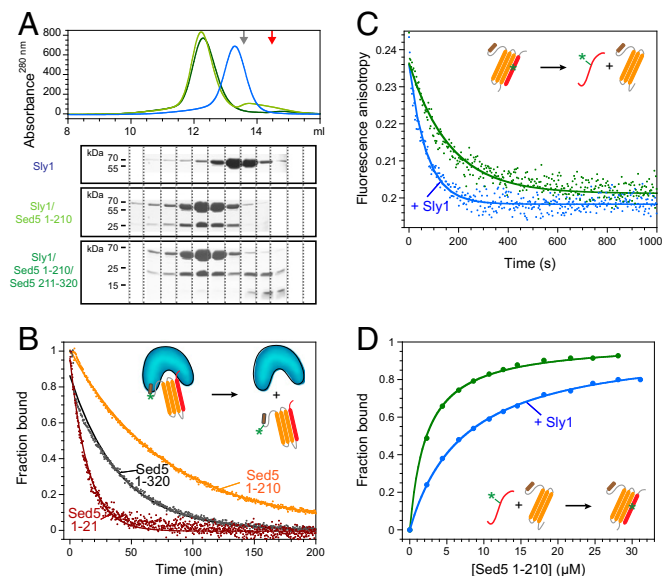 A
Absorbance 280 nm
800
600
400
200
0
8 10 12 14 ml
Sly1
kDa
70
55
Sly1/
Sed5 1-210
kDa
70
55
25
Sly1/
Sed5 1-210/
Sed5 211-320
kDa
55
25
15
B
Fraction bound
1
0.8
0.6
0.4
0.2
0
*
+
*
Sed5
1-320
Sed5
1-210
Sed5
1-21
0 50 100 150 200
Time (min)
C
Fluorescence anisotropy
0.24
0.23
0.22
0.21
0.2
*
* +
+ Sly1
0 200 400 600 800 1000
Time (s)
D
Fraction bound
1
0.8
0.6
0.4
0.2
0
+ Sly1
* + *
0 5 10 15 20 25 30
[Sed5 1-210] (µM)